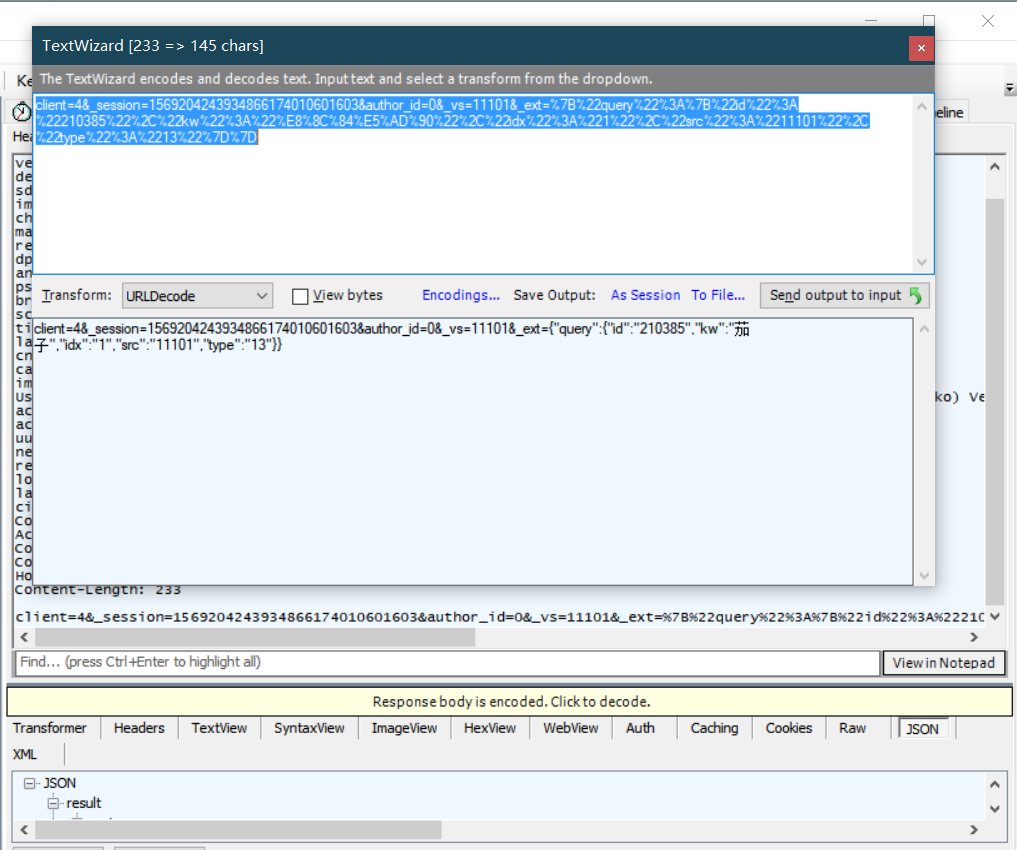 TextWizard [233 => 145 chars]
The TextWizard encodes and decodes text. Input text and select a transform from the dropdown.
Ke
client=4&_session=1569204243934866174010601603&author_id=0&_vs=11101&_ext=%7B%22query%22%3A%7B%22id%22%3A
%22210385%22%2C%22kw%22%3A%22%E8%8C%84%E5%AD%90%22%2C%22idx%22%3A%221%22%2C%22src%22%3A%2211101%22%2C
%22type%22%3A%2213%22%7D%7D
eline
Hea
ve
de
sd
im
ch
ma
re
dp
an
ps
br
sc
ti
la
cn
ca
im
Us
ac
ac
uu
ne
re
lo
la
ci
Co
Ac
Co
Co
Ho
Transform: URLDecode View bytes Encodings... Save Output: As Session To File... Send output to input
client=4&_session=1569204243934866174010601603&author_id=0&_vs=11101&_ext={"query":{"id":"210385","kw":"茄
子","idx":"1","src":"11101","type":"13"}}
ko) Ve
Content-Length: 233
client=4&_session=1569204243934866174010601603&author_id=0&_vs=11101&_ext=%7B%22query%22%3A%7B%22id%22%3A%22210
Find... (press Ctrl+Enter to highlight all)
View in Notepad
Response body is encoded. Click to decode.
Transformer Headers TextView SyntaxView ImageView HexView WebView Auth Caching Cookies Raw JSON
XML
JSON
result